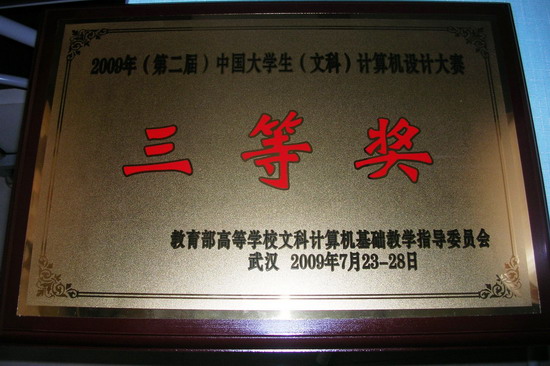 2009年（第二届）中国大学生（文科）计算机设计大赛
三等奖
教育部高等学校文科计算机基础教学指导委员会
武汉 2009年7月23-28日